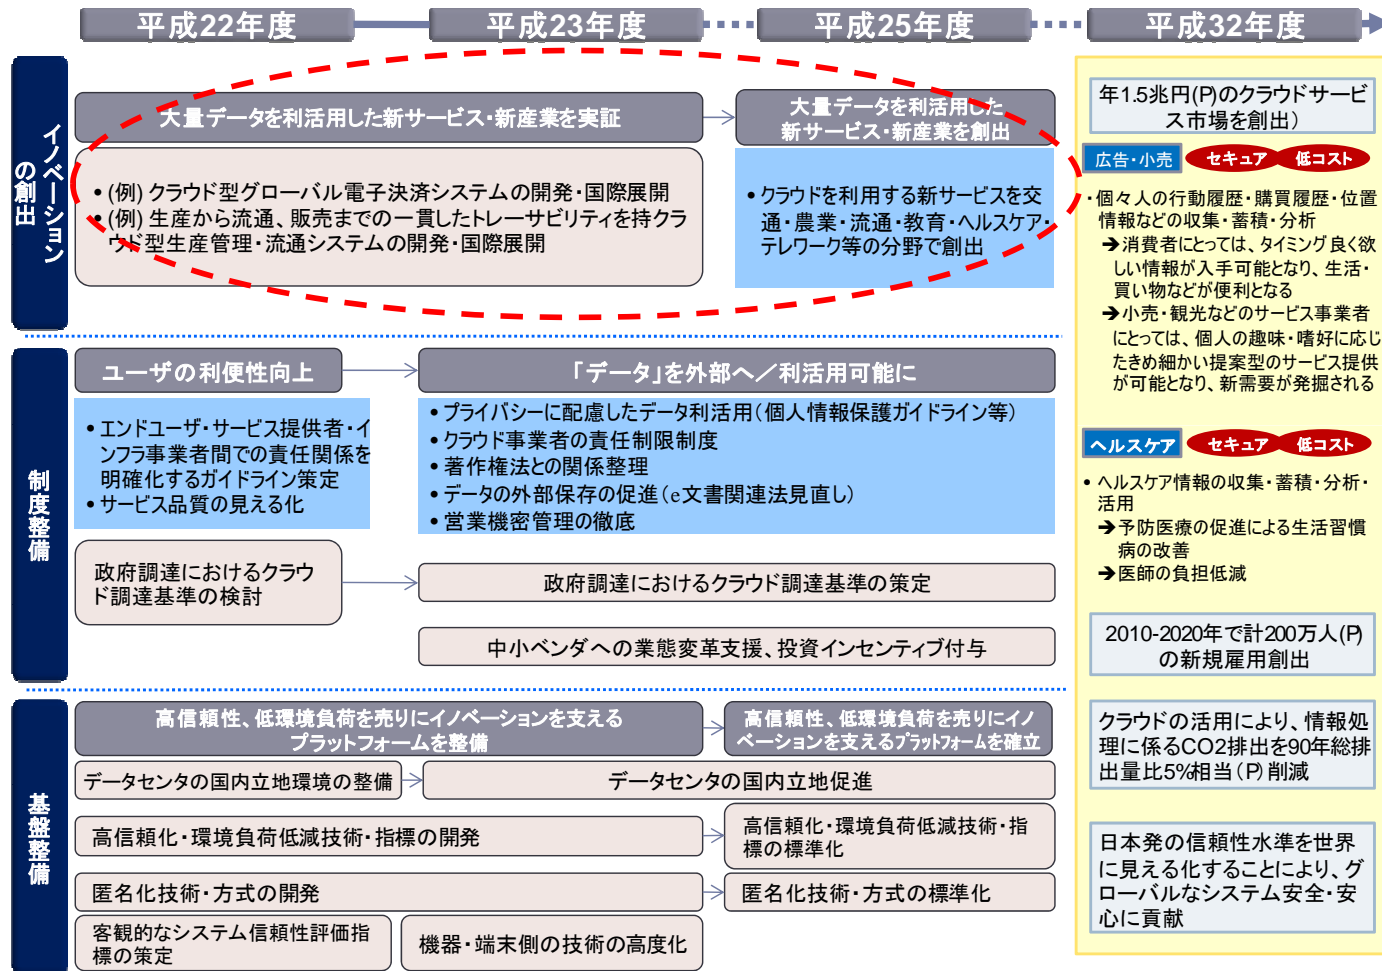 平成22年度
平成23年度
平成25年度
平成32年度
イノベーション
の創出
大量データを利活用した新サービス・新産業を実証
大量データを利活用した
新サービス・新産業を創出
• (例) クラウド型グローバル電子決済システムの開発・国際展開
• (例) 生産から流通、販売までの一貫したトレーサビリティを持クラ
ウド型生産管理・流通システムの開発・国際展開
• クラウドを利用する新サービスを交
通・農業・流通・教育・ヘルスケア・
テレワーク等の分野で創出
制度整備
ユーザの利便性向上
「データ」を外部へ／利活用可能に
• エンドユーザ・サービス提供者・イ
ンフラ事業者間での責任関係を
明確化するガイドライン策定
• サービス品質の見える化
• プライバシーに配慮したデータ利活用(個人情報保護ガイドライン等)
• クラウド事業者の責任制限制度
• 著作権法との関係整理
• データの外部保存の促進(e文書関連法見直し)
• 営業機密管理の徹底
政府調達におけるクラウ
ド調達基準の検討
政府調達におけるクラウド調達基準の策定
中小ベンダへの業態変革支援、投資インセンティブ付与
基盤整備
高信頼性、低環境負荷を売りにイノベーションを支える
プラットフォームを整備
高信頼性、低環境負荷を売りにイノ
ベーションを支えるプラットフォームを確立
データセンタの国内立地環境の整備
データセンタの国内立地促進
高信頼化・環境負荷低減技術・指標の開発
高信頼化・環境負荷低減技術・指
標の標準化
匿名化技術・方式の開発
匿名化技術・方式の標準化
客観的なシステム信頼性評価指
標の策定
機器・端末側の技術の高度化
年1.5兆円(P)のクラウドサービ
ス市場を創出）
広告・小売
セキュア
低コスト
・個々人の行動履歴・購買履歴・位置
情報などの収集・蓄積・分析
➔消費者にとっては、タイミング良く欲
しい情報が入手可能となり、生活・
買い物などが便利となる
➔小売・観光などのサービス事業者
にとっては、個人の趣味・嗜好に応じ
たきめ細かい提案型のサービス提供
が可能となり、新需要が発掘される
ヘルスケア
セキュア
低コスト
• ヘルスケア情報の収集・蓄積・分析・
活用
➔予防医療の促進による生活習慣
病の改善
➔医師の負担低減
2010-2020年で計200万人(P)
の新規雇用創出
クラウドの活用により、情報処
理に係るCO2排出を90年総排
出量比5%相当(P)削減
日本発の信頼性水準を世界
に見える化することにより、グ
ローバルなシステム安全・安
心に貢献